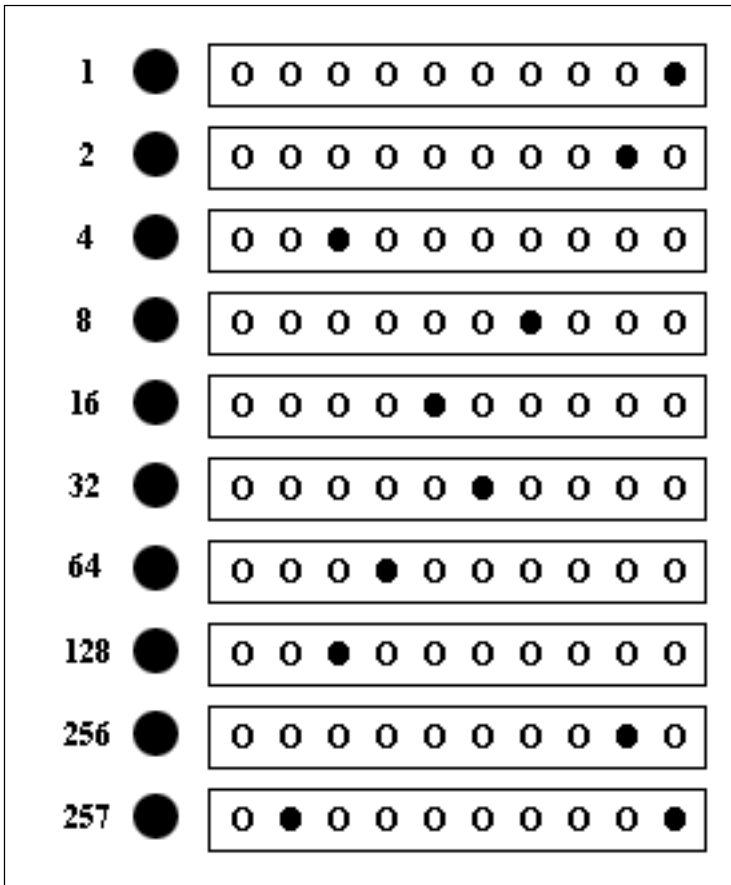 1 ● O O O O O O O O O ●
2 ● O O O O O O O O ● O
4 ● O O ● O O O O O O O
8 ● O O O O O O ● O O O
16 ● O O O O ● O O O O O
32 ● O O O O O ● O O O O
64 ● O O O ● O O O O O O
128 ● O O ● O O O O O O O
256 ● O O O O O O O O ● O
257 ● O ● O O O O O O O ●